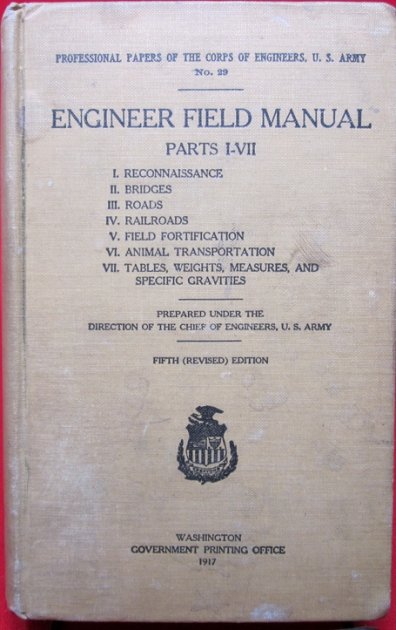 PROFESSIONAL PAPERS OF THE CORPS OF ENGINEERS, U. S. ARMY
No. 29
ENGINEER FIELD MANUAL
PARTS I-VII
I. RECONNAISSANCE
II. BRIDGES
III. ROADS
IV. RAILROADS
V. FIELD FORTIFICATION
VI. ANIMAL TRANSPORTATION
VII. TABLES, WEIGHTS, MEASURES, AND
SPECIFIC GRAVITIES
PREPARED UNDER THE
DIRECTION OF THE CHIEF OF ENGINEERS, U. S. ARMY
FIFTH (REVISED) EDITION
WASHINGTON
GOVERNMENT PRINTING OFFICE
1917